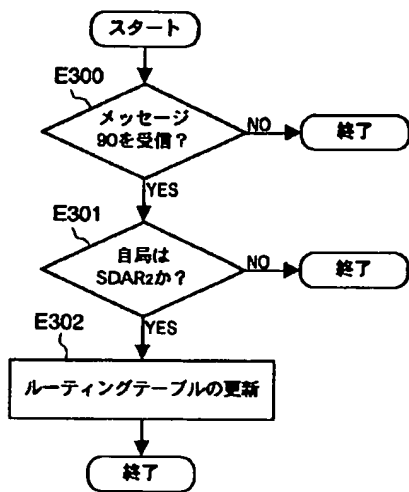 スタート
E300
メッセージ
90を受信？
NO
終了
YES
E301
自局は
SDAR2か？
NO
終了
YES
E302
ルーティングテーブルの更新
終了